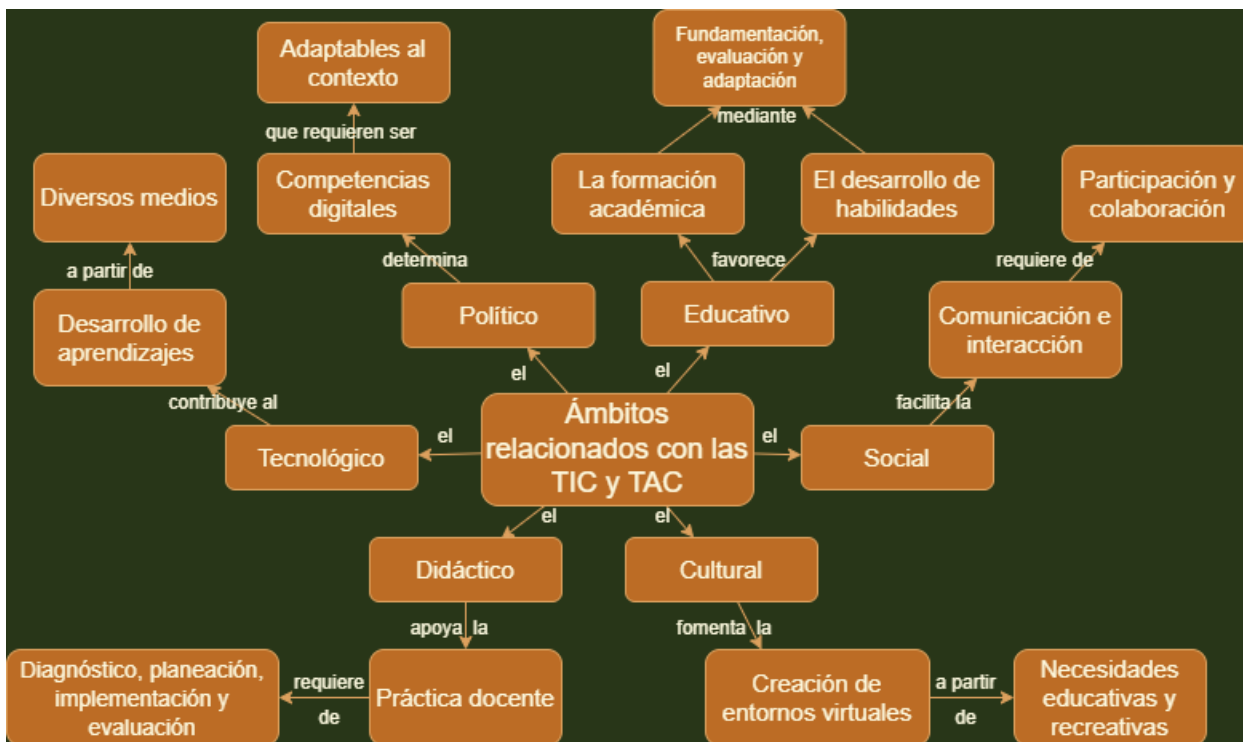 Adaptables al
contexto
Fundamentación,
evaluación y
adaptación
que requieren ser
mediante
Diversos medios
Competencias
digitales
La formación
académica
El desarrollo de
habilidades
Participación y
colaboración
a partir de
determina
favorece
requiere de
Desarrollo de
aprendizajes
Político
Educativo
Comunicación e
interacción
el
el
contribuye al
facilita la
Tecnológico
el
Ámbitos
relacionados con las
TIC y TAC
el
Social
el
el
Didáctico
Cultural
apoya la
fomenta la
Diagnóstico, planeación,
implementación y
evaluación
requiere
de
Práctica docente
Creación de
entornos virtuales
a partir
de
Necesidades
educativas y
recreativas